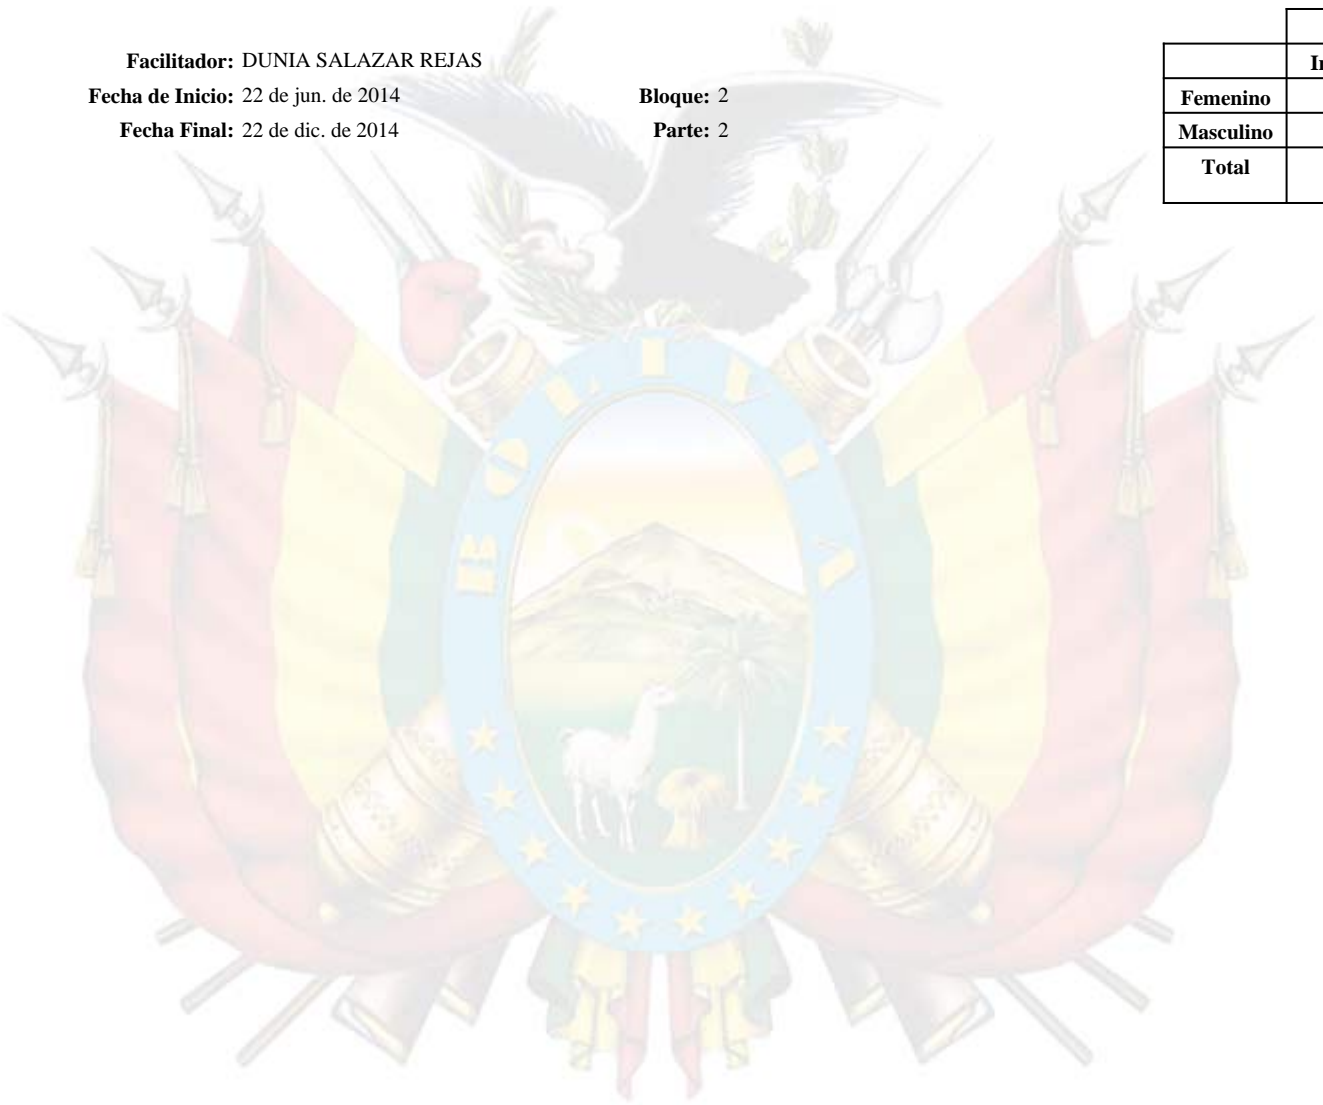 Facilitador: DUNIA SALAZAR REJAS
Fecha de Inicio: 22 de jun. de 2014 Bloque: 2
Fecha Final: 22 de dic. de 2014 Parte: 2
Femenino
Masculino
Total
BOLIVIA